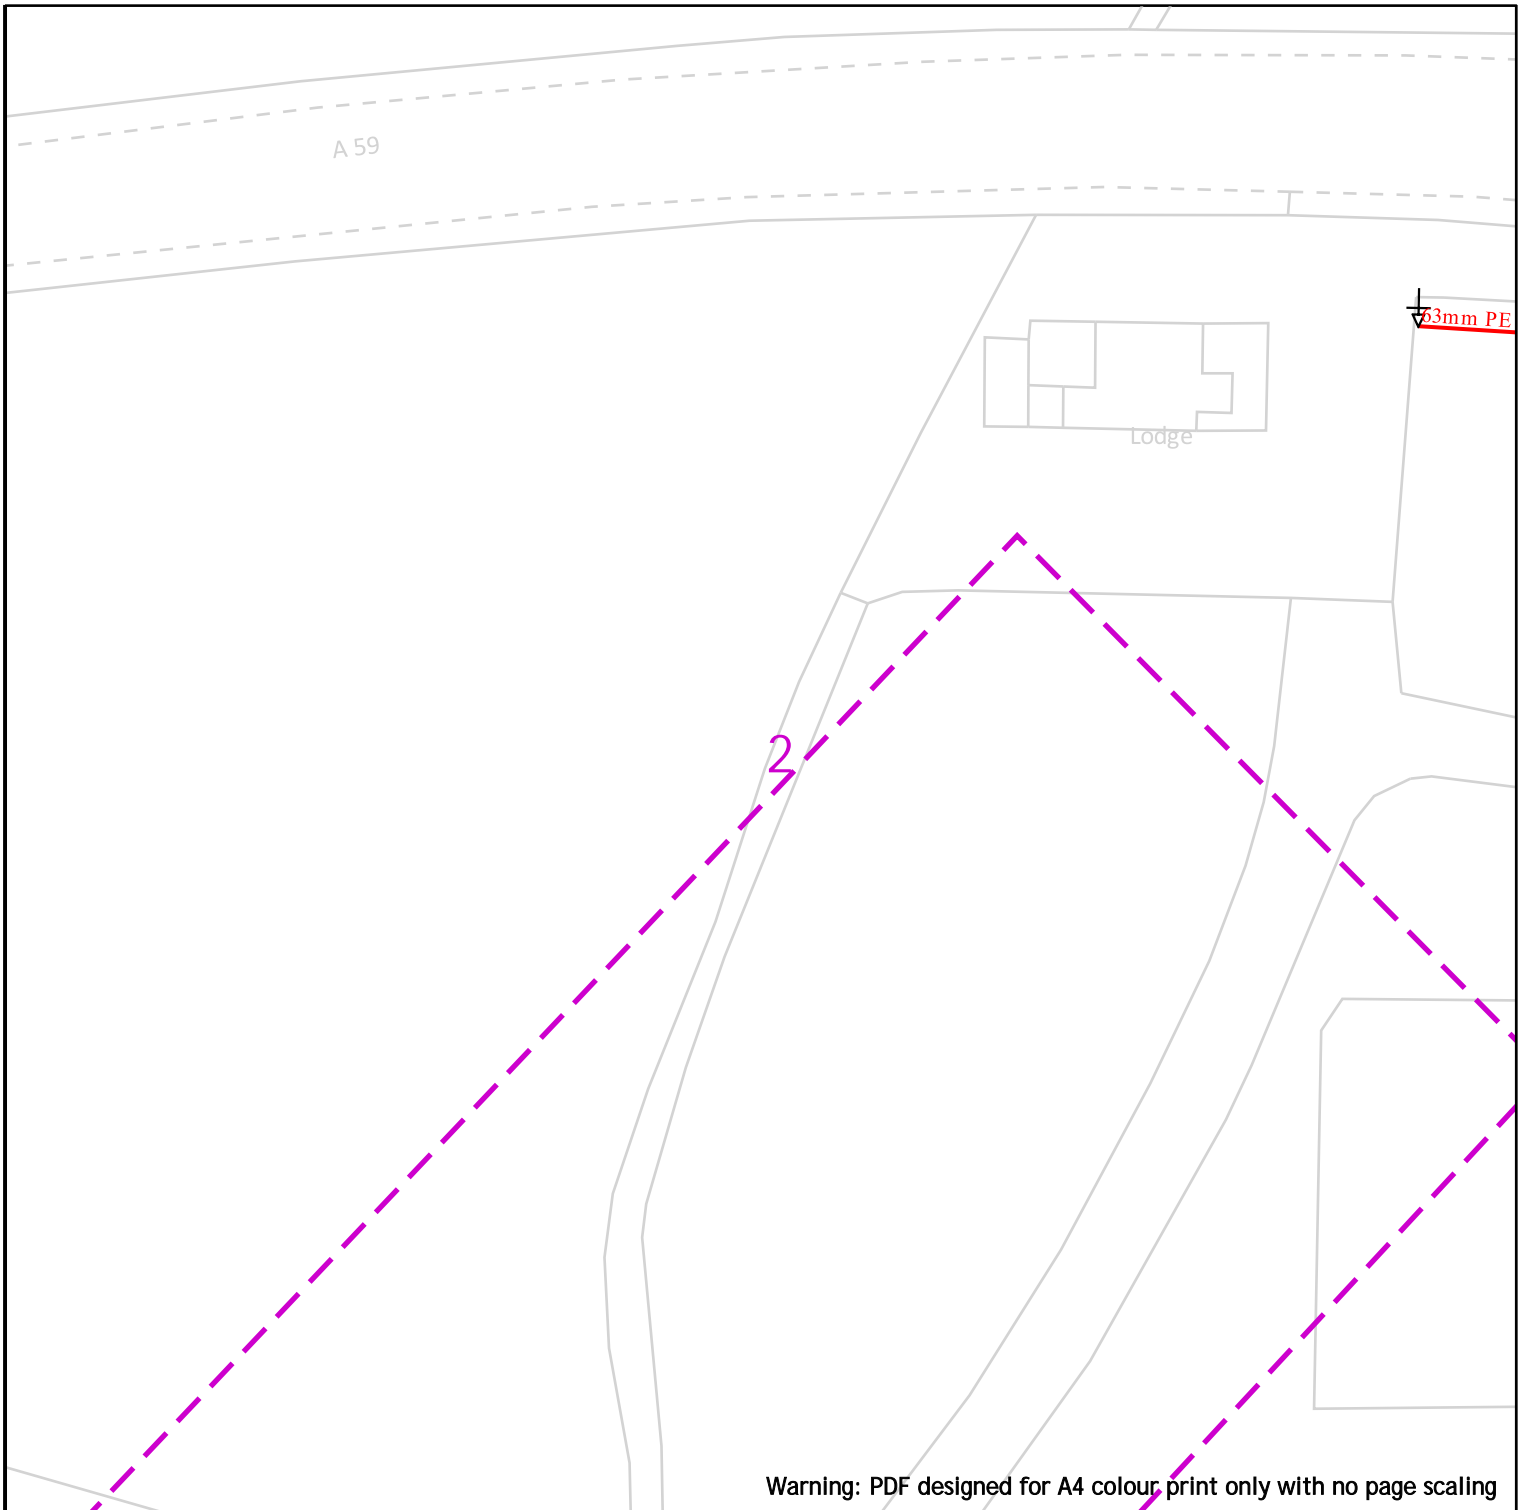 A 59
63mm PE
Lodge
2
Warning: PDF designed for A4 colour print only with no page scaling